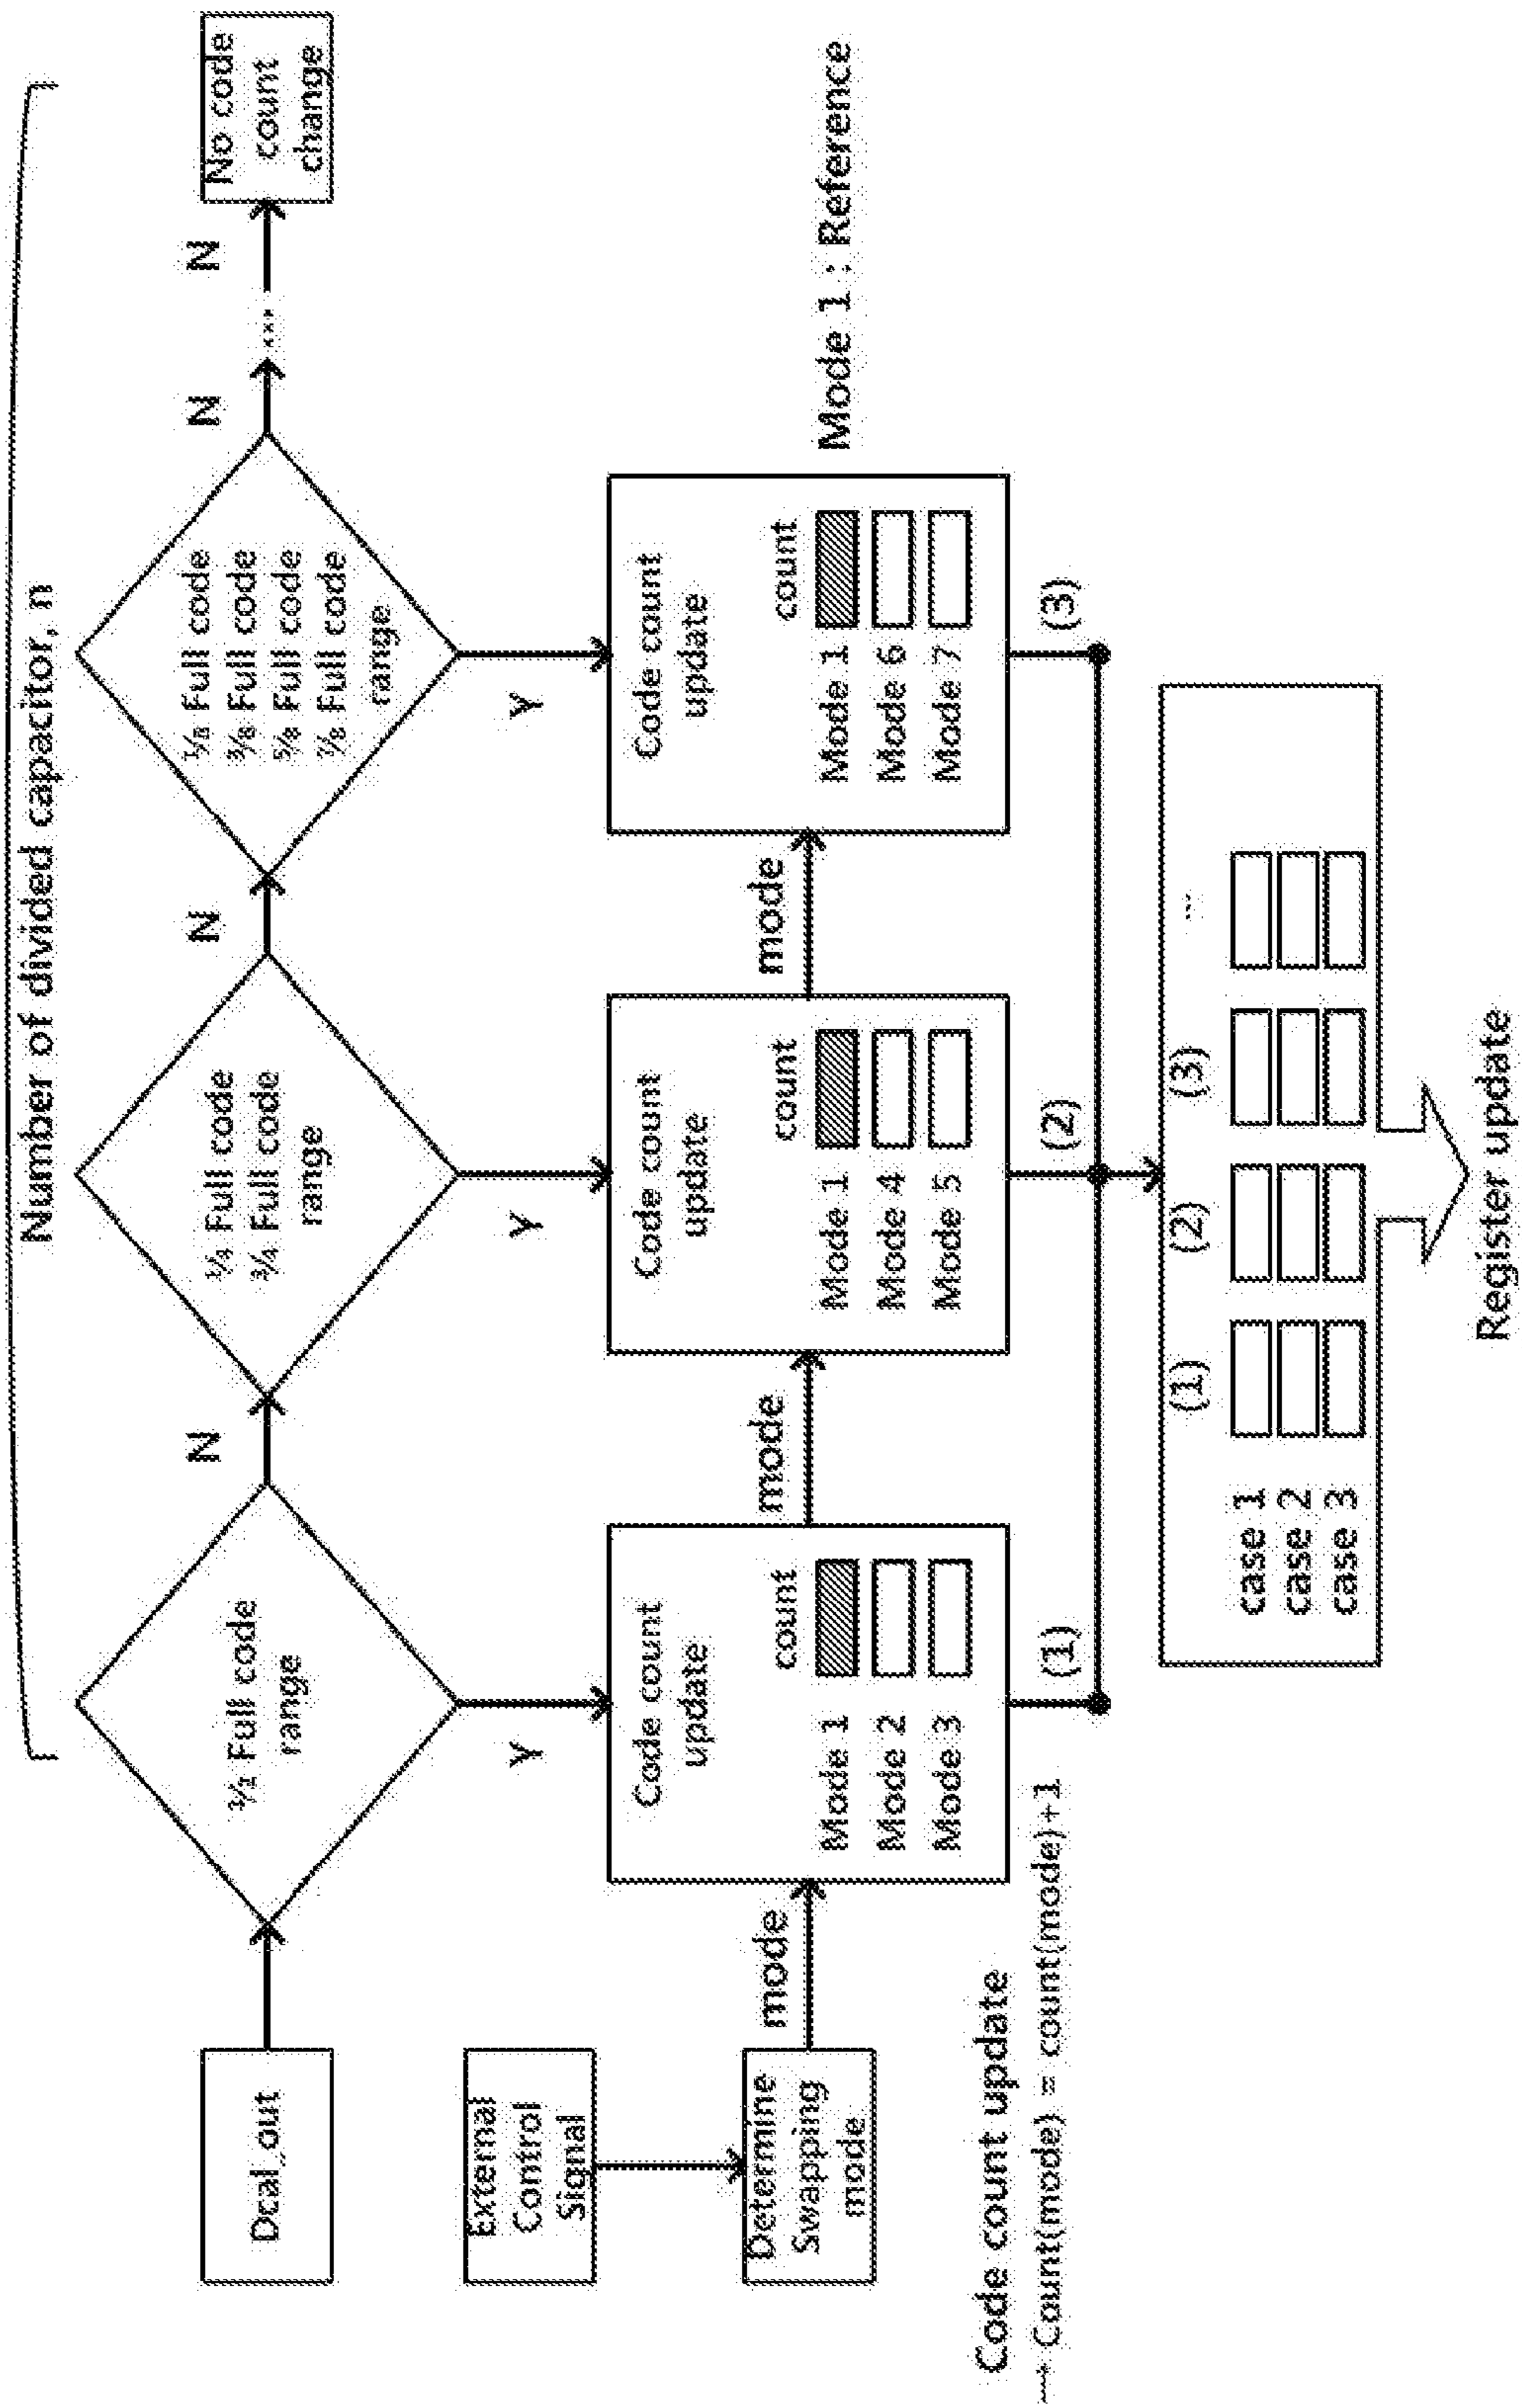 Number of divided capacitor, n
Dcal_out
½ Full code
range
N
¼ Full code
¾ Full code
range
N
⅛ Full code
⅜ Full code
⅝ Full code
⅞ Full code
range
N
...
N
No code
count
change
Y
Y
Y
External
Control
Signal
Determine
Swapping
mode
mode
Code count
update
count
Mode 1
Mode 2
Mode 3
mode
Code count
update
count
Mode 1
Mode 4
Mode 5
mode
Code count
update
count
Mode 1
Mode 6
Mode 7
Mode 1 : Reference
Code count update
→ Count(mode) = count(mode)+1
(1)
(2)
(3)
(1) (2) (3) ...
case 1
case 2
case 3
Register update